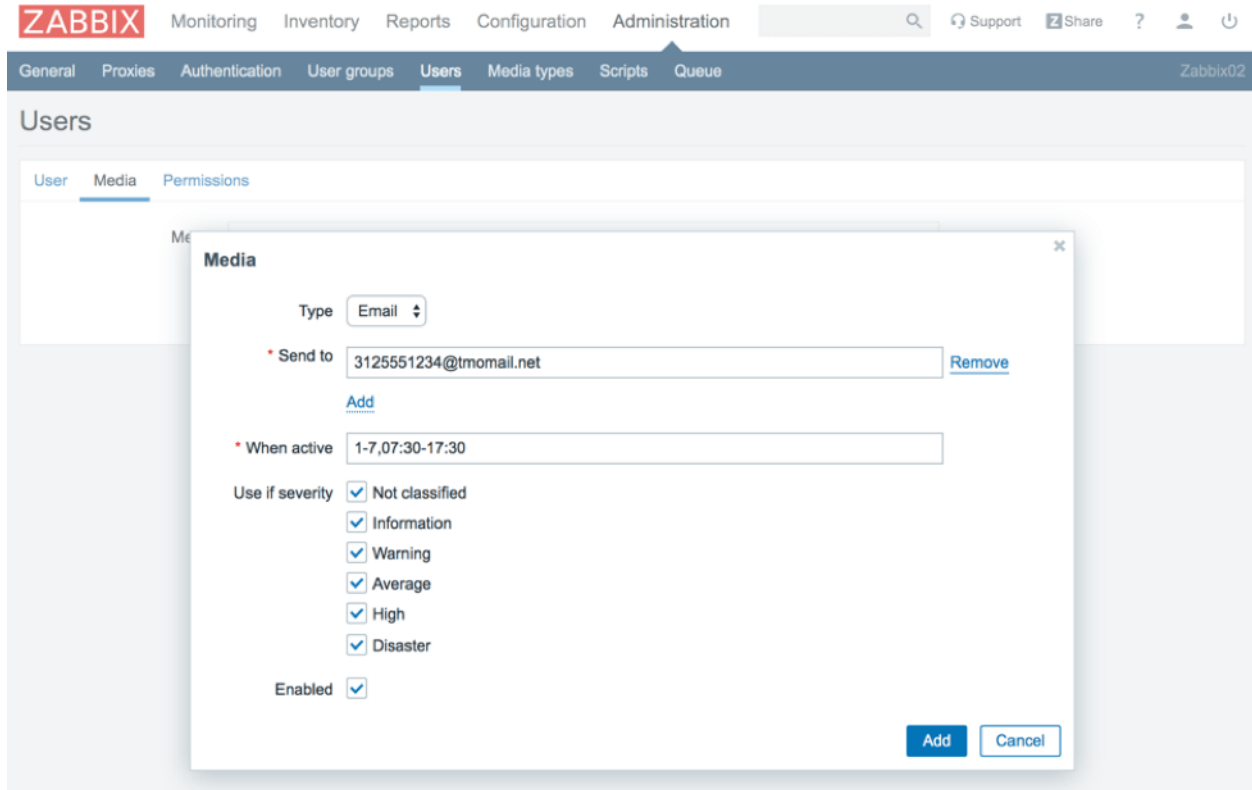 ZABBIX Monitoring Inventory Reports Configuration Administration Support Z Share ?
General Proxies Authentication User groups Users Media types Scripts Queue Zabbix02
Users
User Media Permissions
Me
Media
Type Email
* Send to 3125551234@tmomail.net Remove
Add
* When active 1-7,07:30-17:30
Use if severity Not classified
Information
Warning
Average
High
Disaster
Enabled
Add Cancel